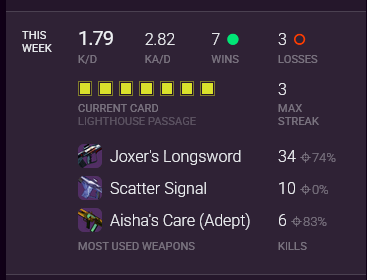 THIS WEEK
1.79 2.82 7 3
K/D KA/D WINS LOSSES
3
CURRENT CARD MAX STREAK
LIGHTHOUSE PASSAGE
Joxer's Longsword 34 74%
Scatter Signal 10 0%
Aisha's Care (Adept) 6 83%
MOST USED WEAPONS KILLS